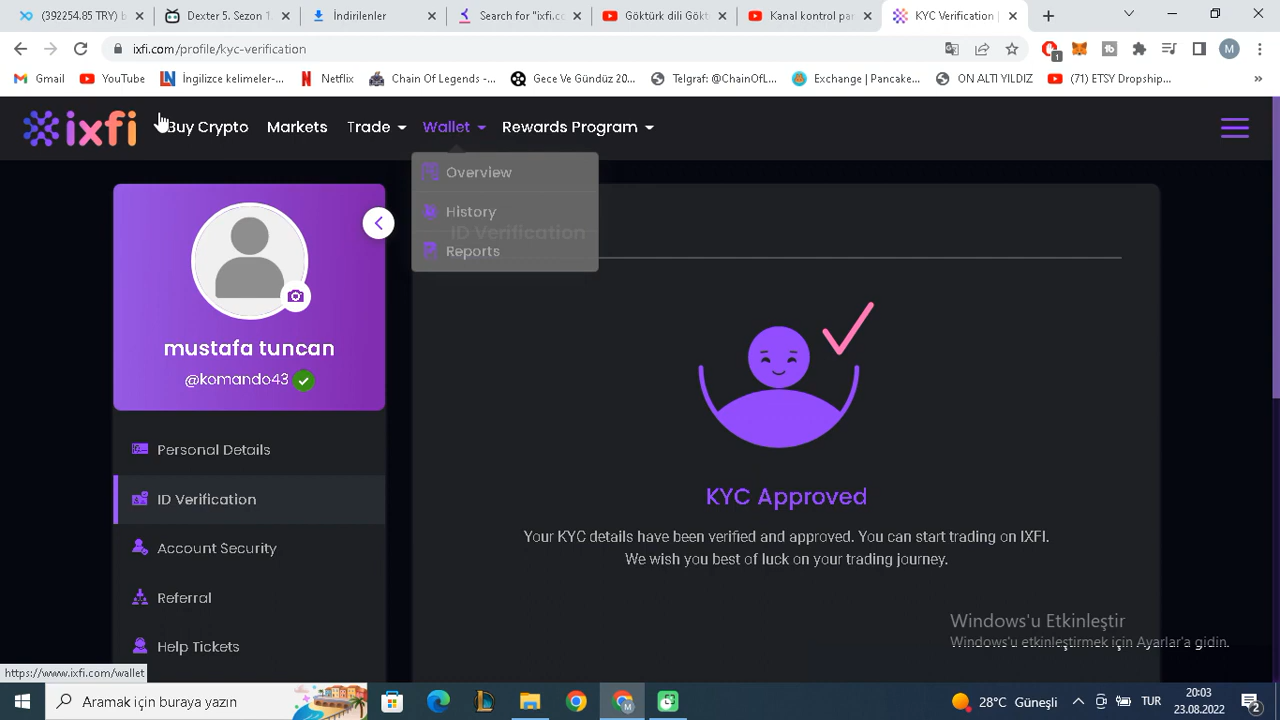 (392254.85 TRY) b
Dexter 5. Sezon 1
İndirilenler
Search for "ixfi.c
Göktürk dili Gökt
Kanal kontrol pa
KYC Verification
ixfi.com/profile/kyc-verification
1
M
Gmail
YouTube
İngilizce kelimeler-...
Netflix
Chain Of Legends -...
Gece Ve Gündüz 20...
Telgraf: @ChainOfL...
Exchange | Pancake...
ON ALTI YILDIZ
(71) ETSY Dropship...
»
ixfi
Buy Crypto
Markets
Trade
Wallet
Rewards Program
Overview
History
Reports
ID Verification
mustafa tuncan
@komando43
Personal Details
ID Verification
Account Security
Referral
Help Tickets
KYC Approved
Your KYC details have been verified and approved. You can start trading on IXFI.
We wish you best of luck on your trading journey.
Windows'u Etkinleştir
Windows'u etkinleştirmek için Ayarlar'a gidin.
https://www.ixfi.com/wallet
Aramak için buraya yazın
28°C Güneşli
TUR
20:03
23.08.2022
2